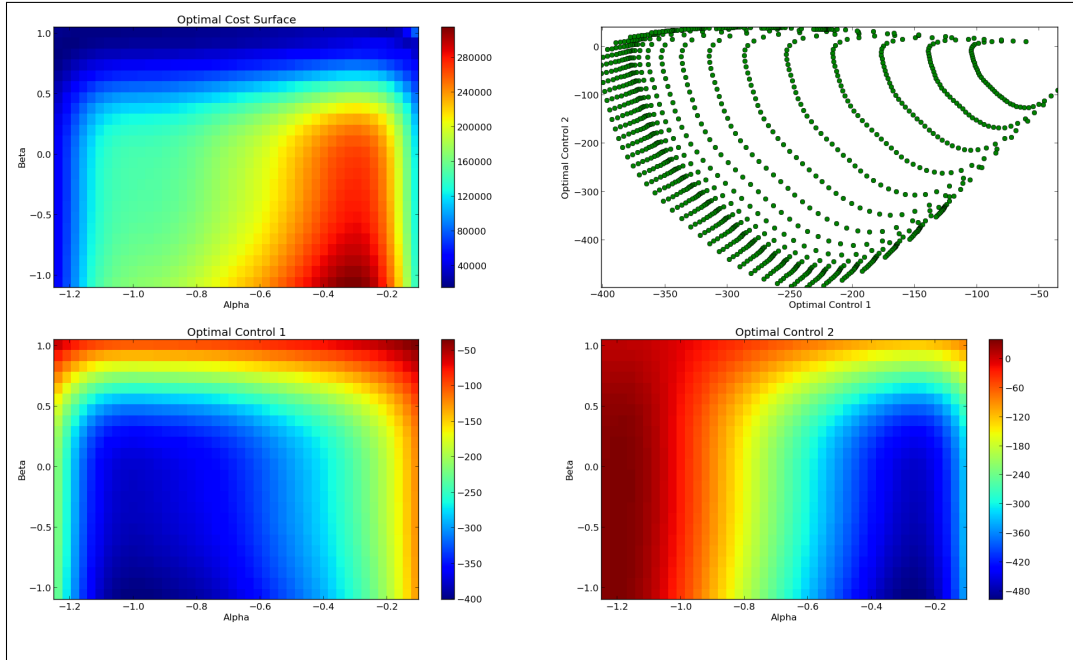 Optimal Cost Surface
1.0
0.5
0.0
−0.5
−1.0
Beta
−1.2 −1.0 −0.8 −0.6 −0.4 −0.2
Alpha
280000
240000
200000
160000
120000
80000
40000
0
−100
−200
−300
−400
Optimal Control 2
−400 −350 −300 −250 −200 −150 −100 −50
Optimal Control 1
Optimal Control 1
1.0
0.5
0.0
−0.5
−1.0
Beta
−1.2 −1.0 −0.8 −0.6 −0.4 −0.2
Alpha
−50
−100
−150
−200
−250
−300
−350
−400
Optimal Control 2
1.0
0.5
0.0
−0.5
−1.0
Beta
−1.2 −1.0 −0.8 −0.6 −0.4 −0.2
Alpha
0
−60
−120
−180
−240
−300
−360
−420
−480